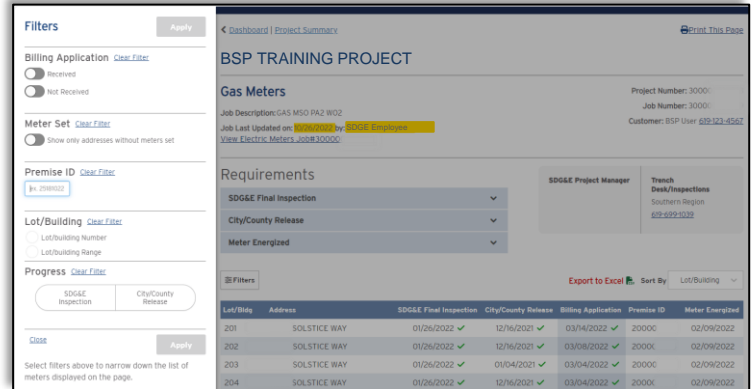 Filters
Apply
Billing Application Clear Filter
Received
Not Received
Meter Set Clear Filter
Show only addresses without meters set
Premise ID Clear Filter
ex. 25181022
Lot/Building Clear Filter
Lot/building Number
Lot/building Range
Progress Clear Filter
SDG&E Inspection
City/County Release
Close
Apply
Select filters above to narrow down the list of
meters displayed on the page.
Dashboard | Project Summary
Print This Page
BSP TRAINING PROJECT
Gas Meters
Project Number: 3000
Job Description:GAS MSO PA2 WO2
Job Number: 3000
Job Last Updated on: 10/26/2022 by: SDGE Employee
Customer: BSP User 619-123-4567
View Electric Meters Job#30000
Requirements
SDG&E Final Inspection
City/County Release
Meter Energized
SDG&E Project Manager
Trench
Desk/Inspections
Southern Region
619-699-1039
Filters
Export to Excel
Sort By
Lot/Building
Lot/Bldg Address SDG&E Final Inspection City/County Release Billing Application Premise ID Meter Energized
201 SOLSTICE WAY 01/26/2022 ✓ 12/16/2021 ✓ 03/14/2022 ✓ 20000 02/09/2022
202 SOLSTICE WAY 01/26/2022 ✓ 12/16/2021 ✓ 03/08/2022 ✓ 20000 02/09/2022
203 SOLSTICE WAY 01/26/2022 ✓ 01/04/2021 ✓ 03/04/2022 ✓ 20000 02/09/2022
204 SOLSTICE WAY 01/26/2022 ✓ 12/16/2021 ✓ 03/04/2022 ✓ 20000 02/09/2022